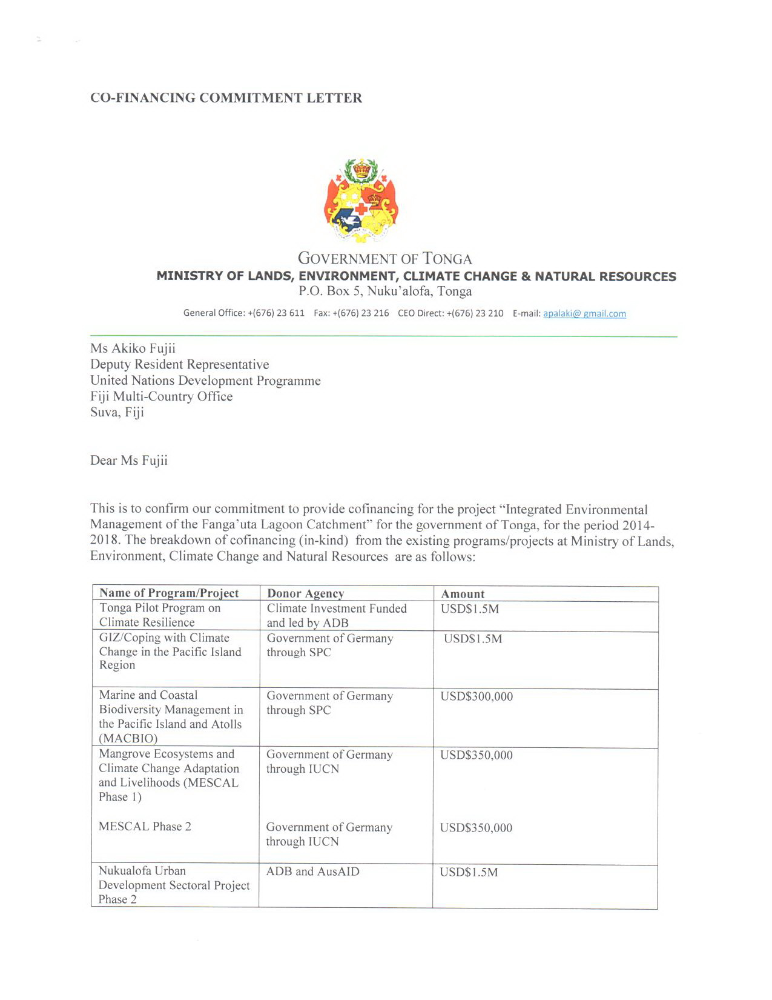 CO-FINANCING COMMITMENT LETTER
GOVERNMENT OF TONGA
MINISTRY OF LANDS, ENVIRONMENT, CLIMATE CHANGE & NATURAL RESOURCES
P.O. Box 5, Nuku'alofa, Tonga
General Office: +(676) 23 611 Fax: +(676) 23 216 CEO Direct: +(676) 23 210 E-mail: apalaki@ gmail.com
Ms Akiko Fujii
Deputy Resident Representative
United Nations Development Programme
Fiji Multi-Country Office
Suva, Fiji
Dear Ms Fujii
This is to confirm our commitment to provide cofinancing for the project “Integrated Environmental
Management of the Fanga'uta Lagoon Catchment” for the government of Tonga, for the period 2014-
2018. The breakdown of cofinancing (in-kind) from the existing programs/projects at Ministry of Lands,
Environment, Climate Change and Natural Resources are as follows:
Name of Program/Project Donor Agency Amount
Tonga Pilot Program on Climate Investment Funded USD$1.5M
Climate Resilience and led by ADB
GIZ/Coping with Climate Government of Germany USD$1.5M
Change in the Pacific Island through SPC
Region
Marine and Coastal Government of Germany USD$300,000
Biodiversity Management in through SPC
the Pacific Island and Atolls
(MACBIO)
Mangrove Ecosystems and Government of Germany USD$350,000
Climate Change Adaptation through IUCN
and Livelihoods (MESCAL
Phase 1)
MESCAL Phase 2 Government of Germany USD$350,000
through IUCN
Nukualofa Urban ADB and AusAID USD$1.5M
Development Sectoral Project
Phase 2